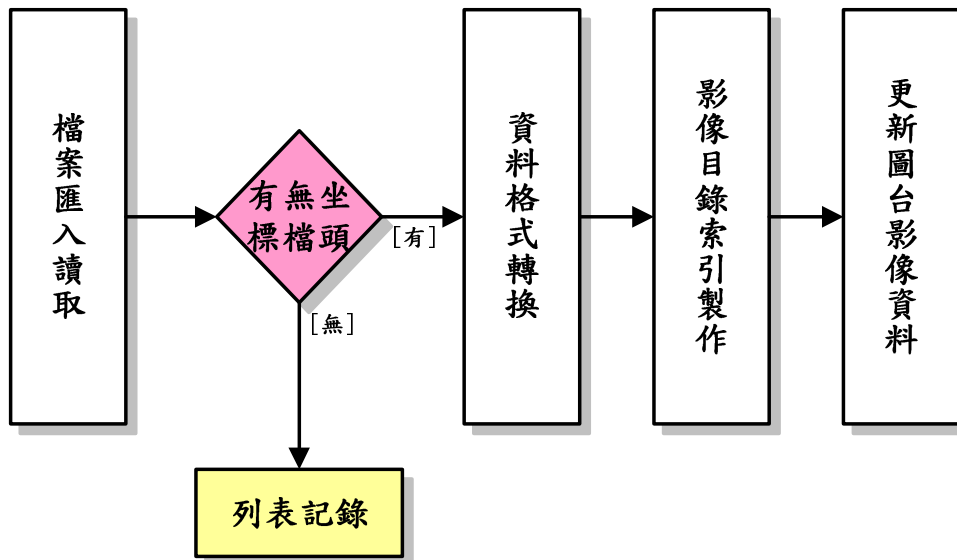 檔案匯入讀取
有無坐
標檔頭
[有]
[無]
列表記錄
資料格式轉換
影像目錄索引製作
更新圖台影像資料